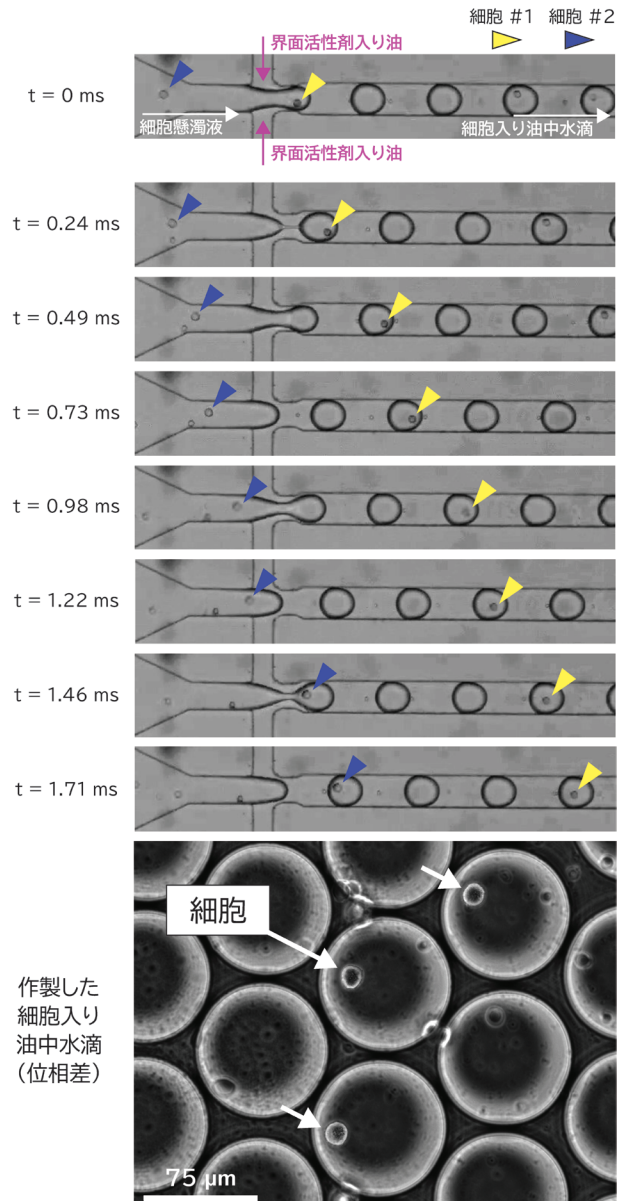 細胞 #1
細胞 #2
界面活性剤入り油
t = 0 ms
細胞懸濁液
細胞入り油中水滴
界面活性剤入り油
t = 0.24 ms
t = 0.49 ms
t = 0.73 ms
t = 0.98 ms
t = 1.22 ms
t = 1.46 ms
t = 1.71 ms
細胞
作製した
細胞入り
油中水滴
（位相差）
75 µm